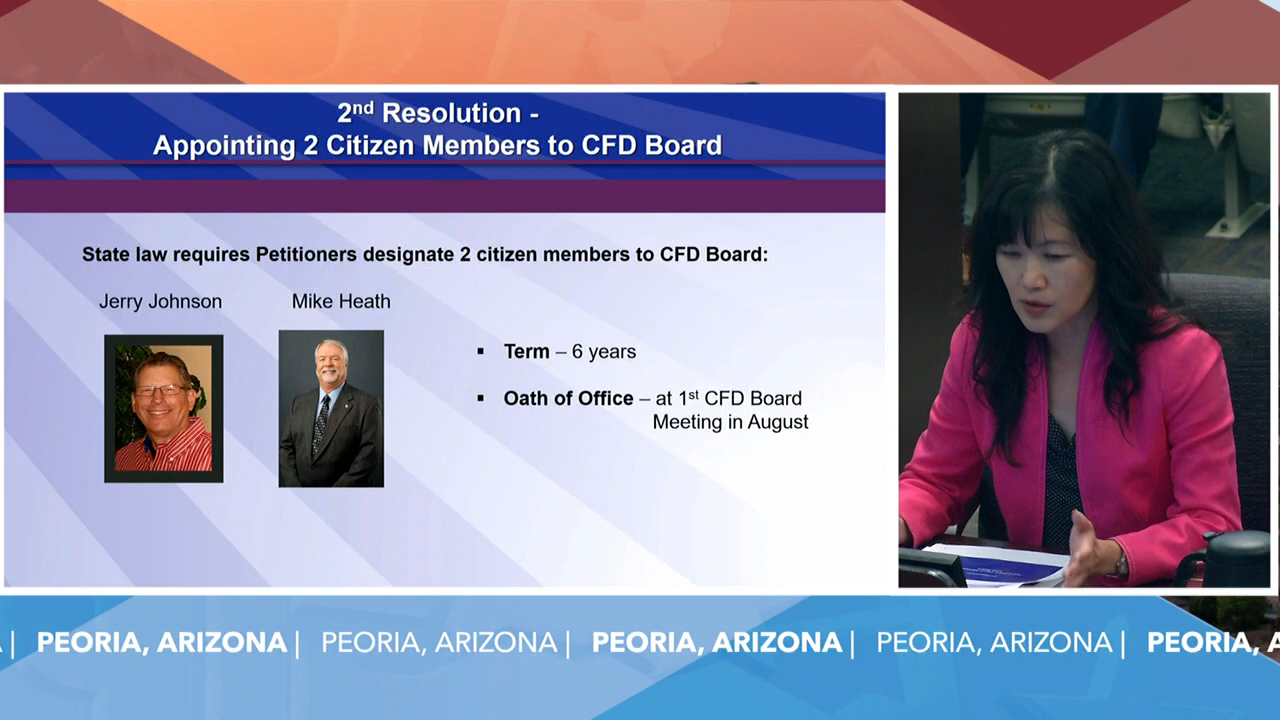 2nd Resolution -
Appointing 2 Citizen Members to CFD Board
State law requires Petitioners designate 2 citizen members to CFD Board:
Jerry Johnson
Mike Heath
▪ Term – 6 years
▪ Oath of Office – at 1st CFD Board
Meeting in August
| PEORIA, ARIZONA | PEORIA, ARIZONA | PEORIA, ARIZONA | PEORIA, ARIZONA | PEORIA, A